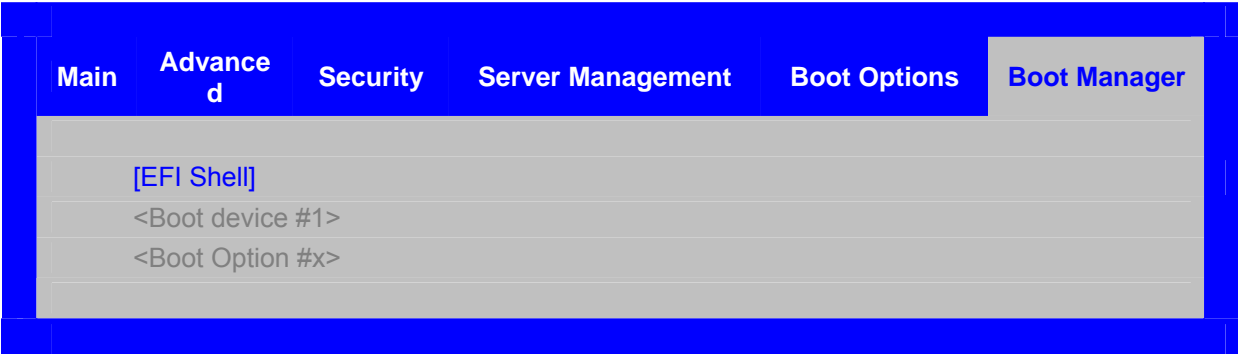 Main Advance d Security Server Management Boot Options Boot Manager
[EFI Shell]
<Boot device #1>
<Boot Option #x>